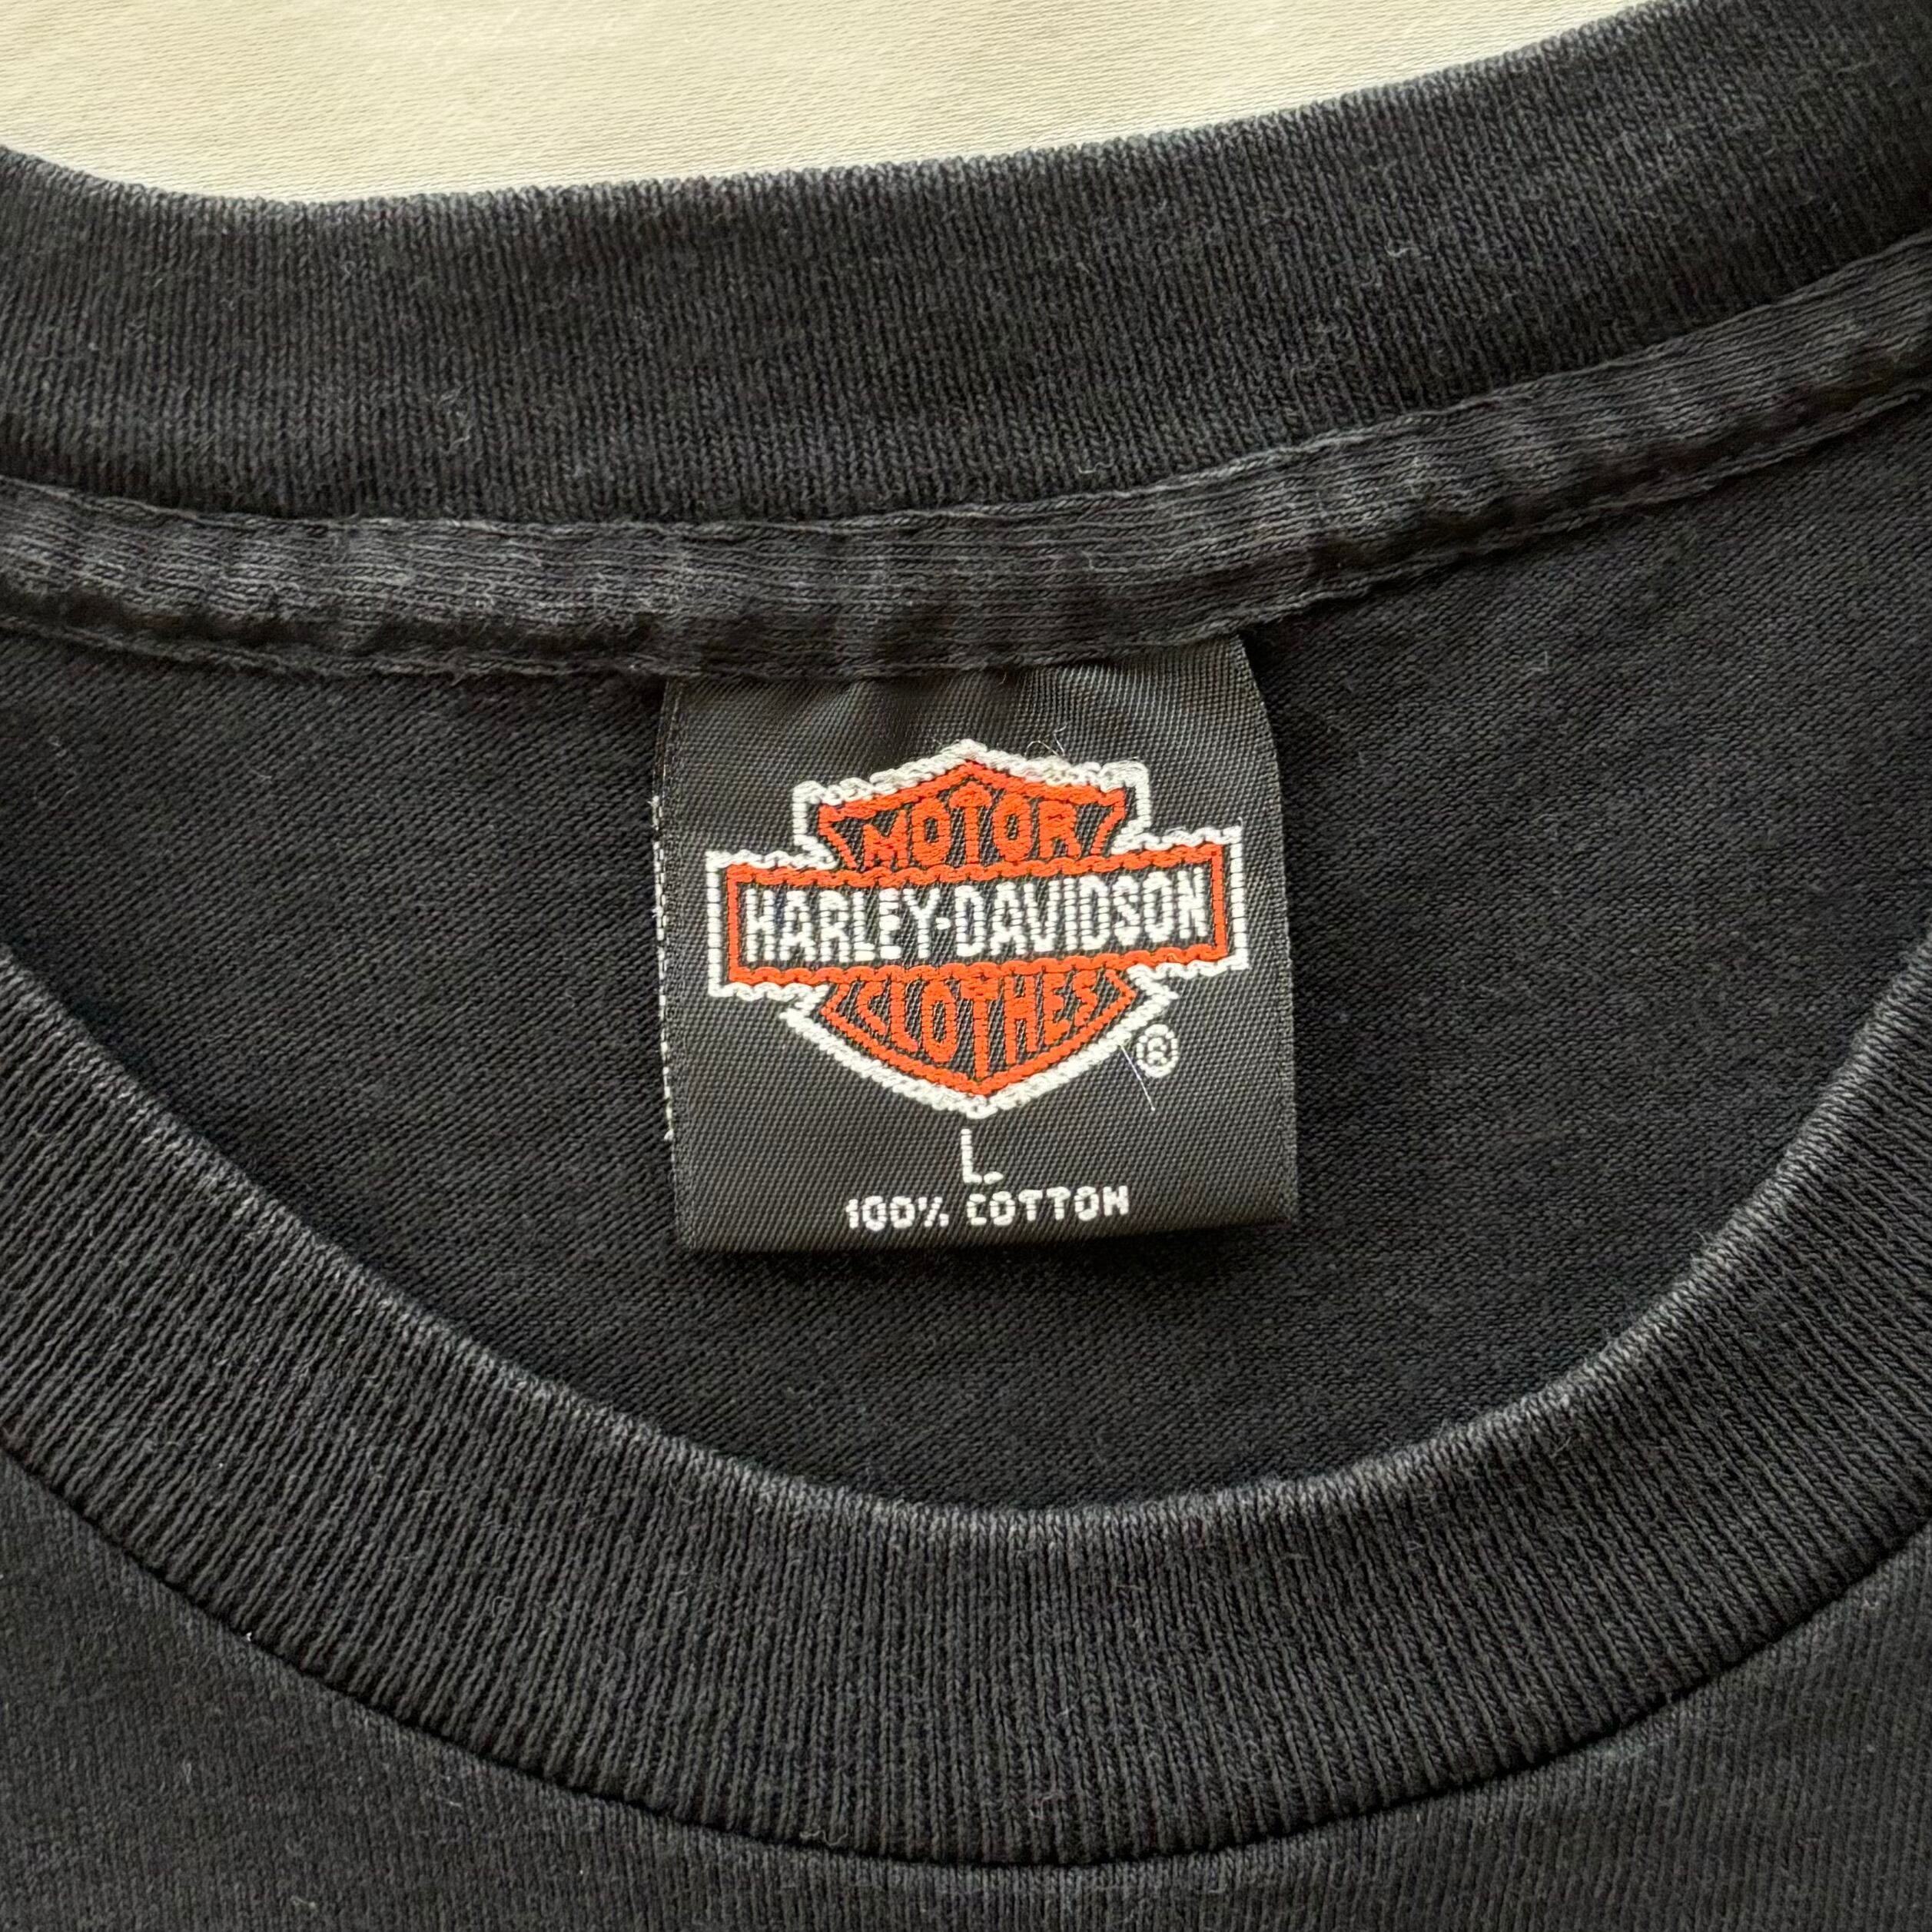 MOTOR
HARLEY-DAVIDSON
CLOTHES
®
L
100% COTTON